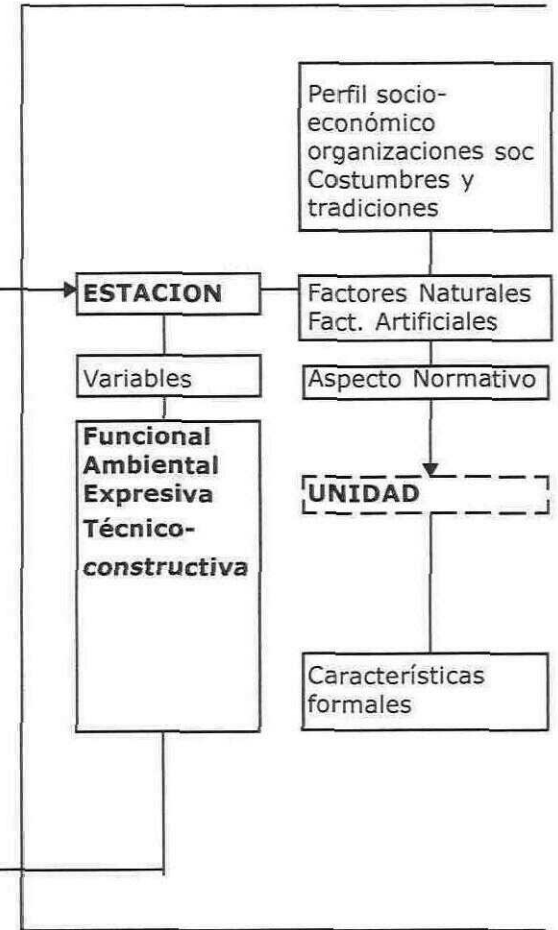 Perfil socio-
económico
organizaciones soc
Costumbres y
tradiciones
ESTACION
Factores Naturales
Fact. Artificiales
Variables
Aspecto Normativo
Funcional
Ambiental
Expresiva
Técnico-
constructiva
UNIDAD
Características
formales